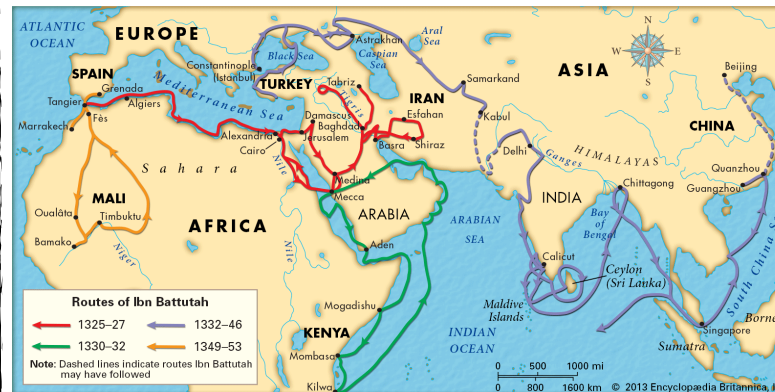 ATLANTIC
OCEAN
EUROPE
Aral
Sea
Astrakhan
Caspian
Sea
Black Sea
Constantinople
(Istanbul)
TURKEY
Tabriz
Tigris
Samarkand
ASIA
N
W
E
S
Beijing
SPAIN
Grenada
Tangier
Algiers
Fès
Marrakech
Mediterranean Sea
Alexandria
Cairo
Damascus
Jerusalem
Baghdad
IRAN
Esfahan
Basra
Shiraz
Kabul
CHINA
Delhi
Ganges
HIMALAYAS
Quanzhou
Guangzhou
Sahara
Nile
Medina
Mecca
MALI
Oualâta
Timbuktu
Bamako
Niger
AFRICA
Nile
ARABIA
Aden
ARABIAN
SEA
INDIA
Chittagong
Bay
of
Bengal
Calicut
Ceylon
(Sri Lanka)
Maldive
Islands
South China S
Mogadishu
KENYA
Mombasa
Kilwa
INDIAN
OCEAN
Singapore
Sumatra
Borne
Routes of Ibn Battutah
1325–27
1332–46
1330–32
1349–53
Note: Dashed lines indicate routes Ibn Battutah
may have followed
0 500 1000 mi
0 800 1600 km
© 2013 Encyclopædia Britannica, I